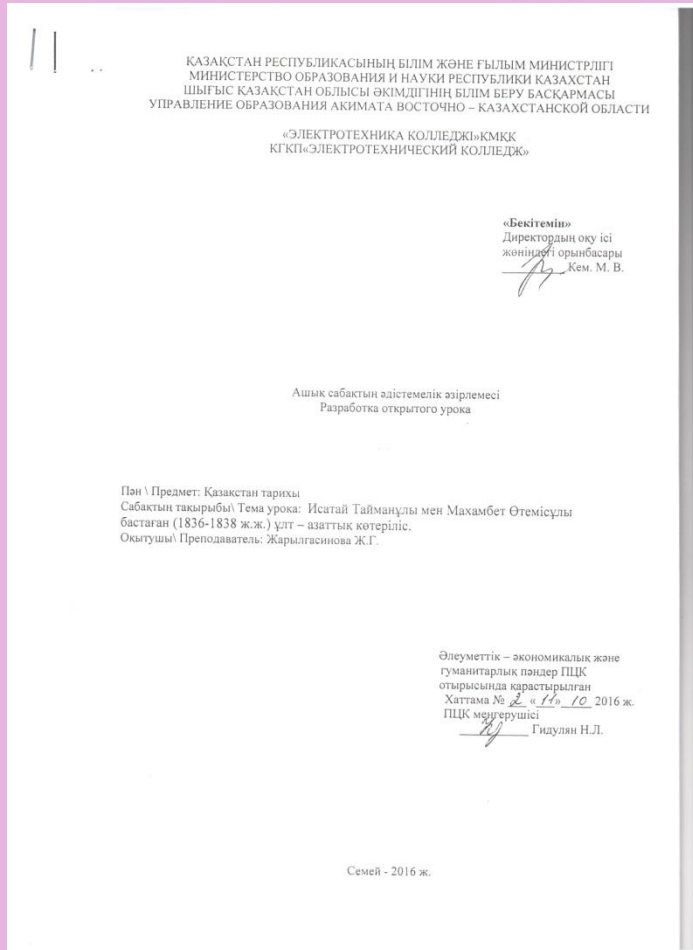 ҚАЗАҚСТАН РЕСПУБЛИКАСЫНЫҢ БІЛІМ ЖӘНЕ ҒЫЛЫМ МИНИСТРЛІГІ
МИНИСТЕРСТВО ОБРАЗОВАНИЯ И НАУКИ РЕСПУБЛИКИ КАЗАХСТАН
ШЫҒЫС ҚАЗАҚСТАН ОБЛЫСЫ ӘКІМДІГІНІҢ БІЛІМ БЕРУ БАСҚАРМАСЫ
УПРАВЛЕНИЕ ОБРАЗОВАНИЯ АКИМАТА ВОСТОЧНО – КАЗАХСТАНСКОЙ ОБЛАСТИ
«ЭЛЕКТРОТЕХНИКА КОЛЛЕДЖІ»КМҚК
КГКП«ЭЛЕКТРОТЕХНИЧЕСКИЙ КОЛЛЕДЖ»
«Бекітемін»
Директордың оқу ісі
жөніндегі орынбасары
Кем. М. В.
Ашық сабақтың әдістемелік әзірлемесі
Разработка открытого урока
Пән \ Предмет: Қазақстан тарихы
Сабақтың тақырыбы\ Тема урока: Исатай Тайманұлы мен Махамбет Өтемісұлы
бастаған (1836-1838 ж.ж.) ұлт – азаттық көтеріліс.
Оқытушы\ Преподаватель: Жарылгасинова Ж.Г.
Әлеуметтік – экономикалық және
гуманитарлық пәндер ПЦК
отырысында қарастырылған
Хаттама № 2 «11» 10 2016 ж.
ПЦК меңгерушісі
Гидулян Н.Л.
Семей - 2016 ж.